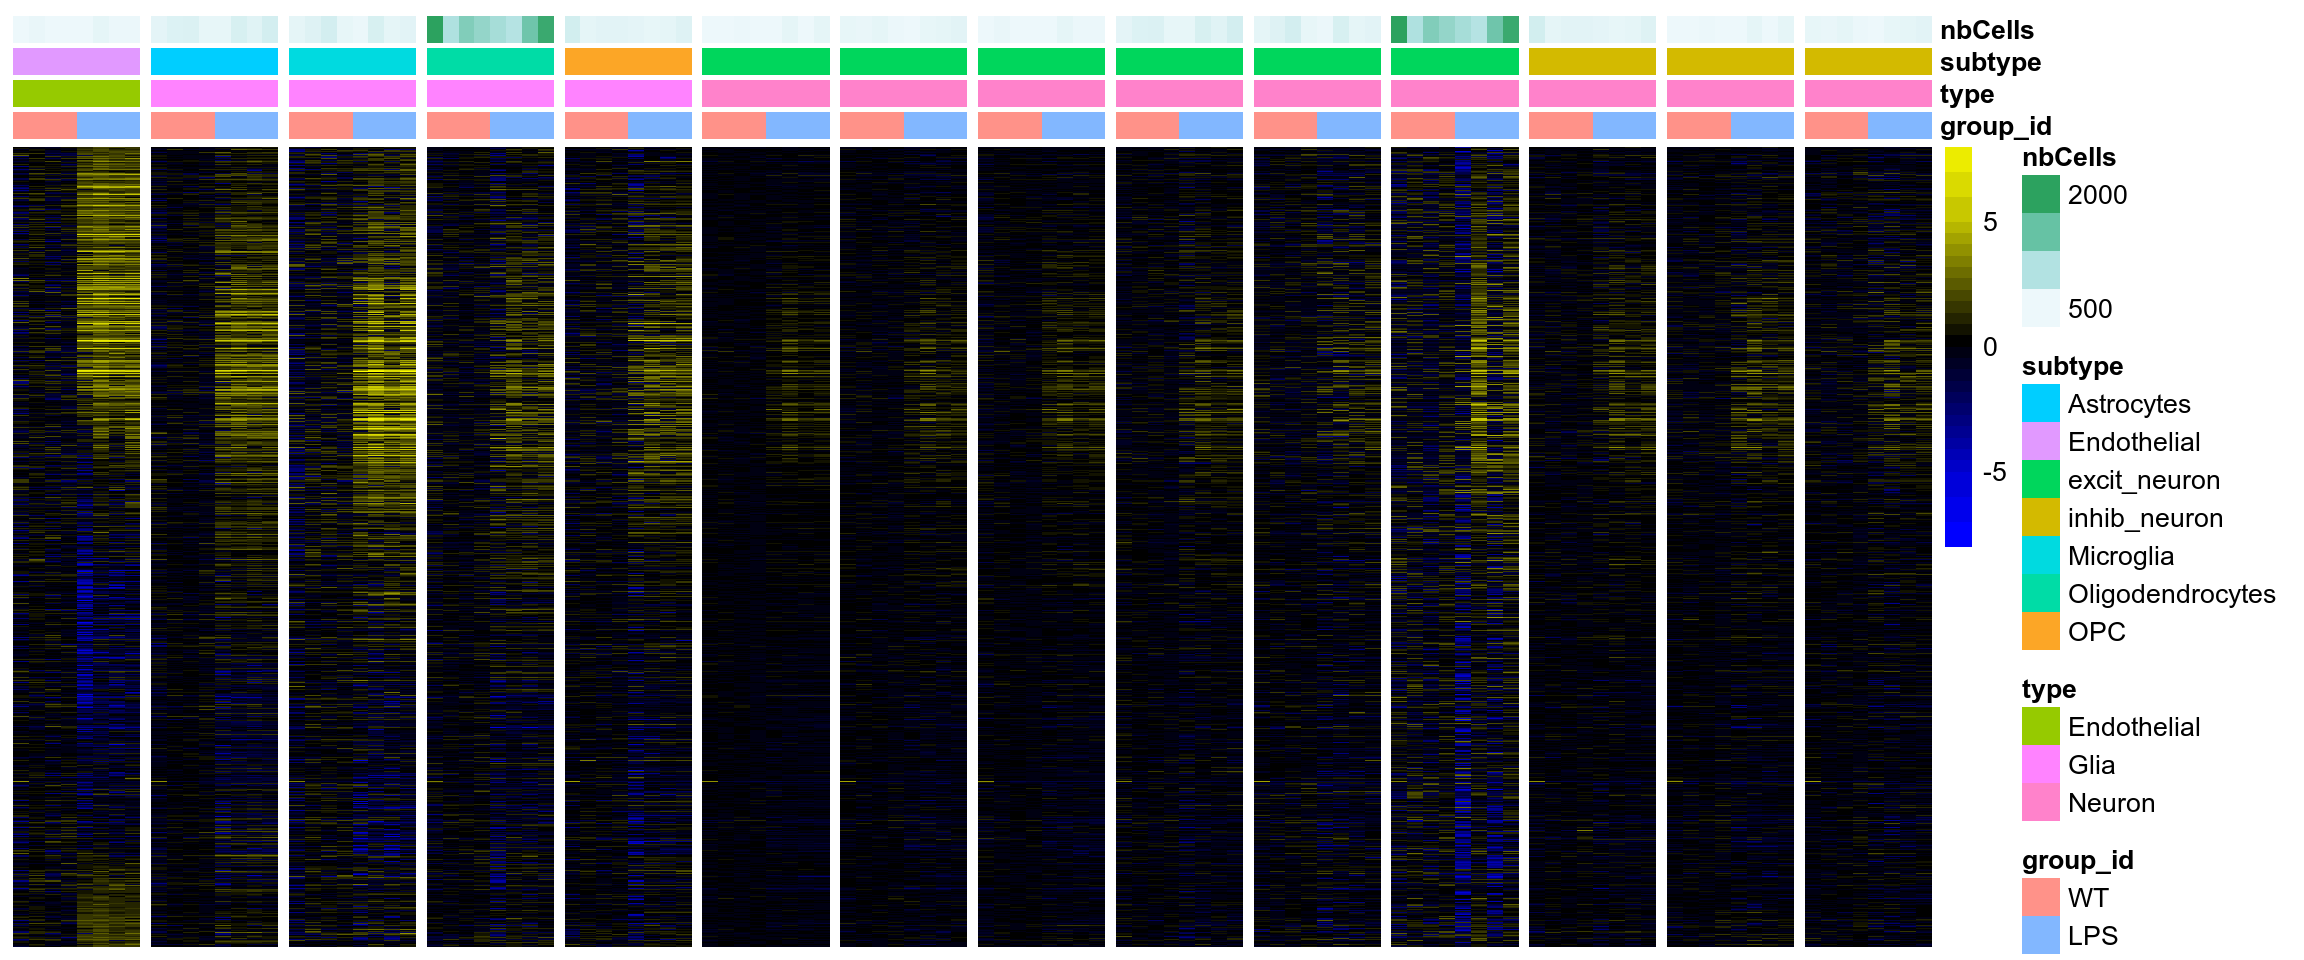 nbCells
subtype
type
group_id
5
0
-5
nbCells
2000
500
subtype
Astrocytes
Endothelial
excit_neuron
inhib_neuron
Microglia
Oligodendrocytes
OPC
type
Endothelial
Glia
Neuron
group_id
WT
LPS